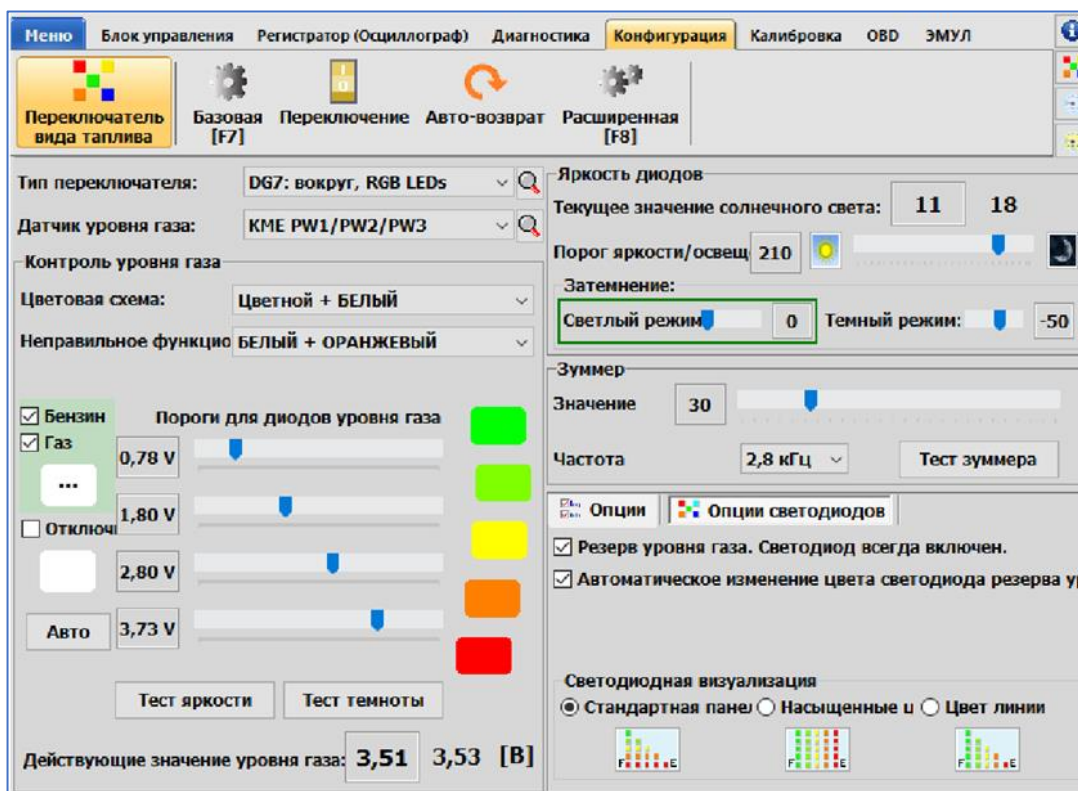 Меню Блок управления Регистратор (Осциллограф) Диагностика Конфигурация Калибровка OBD ЭМУЛ
Переключатель вида таплива
Базовая [F7]
Переключение
Авто-возврат
Расширенная [F8]
Тип переключателя: DG7: вокруг, RGB LEDs
Датчик уровня газа: KME PW1/PW2/PW3
Контроль уровня газа
Цветовая схема: Цветной + БЕЛЫЙ
Неправильное функцио БЕЛЫЙ + ОРАНЖЕВЫЙ
Бензин
Газ
...
Отключ
Авто
Пороги для диодов уровня газа
0,78 V
1,80 V
2,80 V
3,73 V
Тест яркости Тест темноты
Действующие значение уровня газа: 3,51 3,53 [В]
Яркость диодов
Текущее значение солнечного света: 11 18
Порог яркости/освещ 210
Затемнение:
Светлый режим 0 Темный режим: -50
Зуммер
Значение 30
Частота 2,8 кГц Тест зуммера
Опции Опции светодиодов
Резерв уровня газа. Светодиод всегда включен.
Автоматическое изменение цвета светодиода резерва ур
Светодиодная визуализация
Стандартная пане Насыщенные ц Цвет линии
F E F E F E